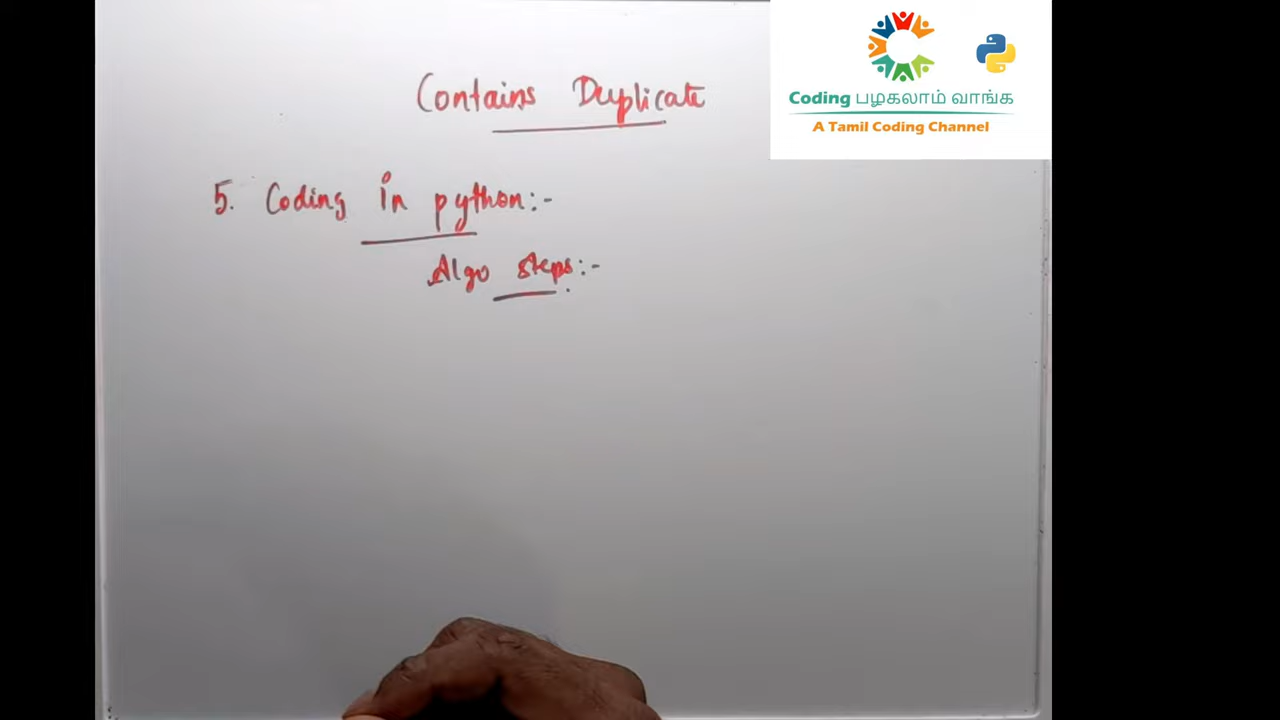 Contains Duplicate
Coding பழகலாம் வாங்க
A Tamil Coding Channel
5. Coding in python:-
Algo steps:-